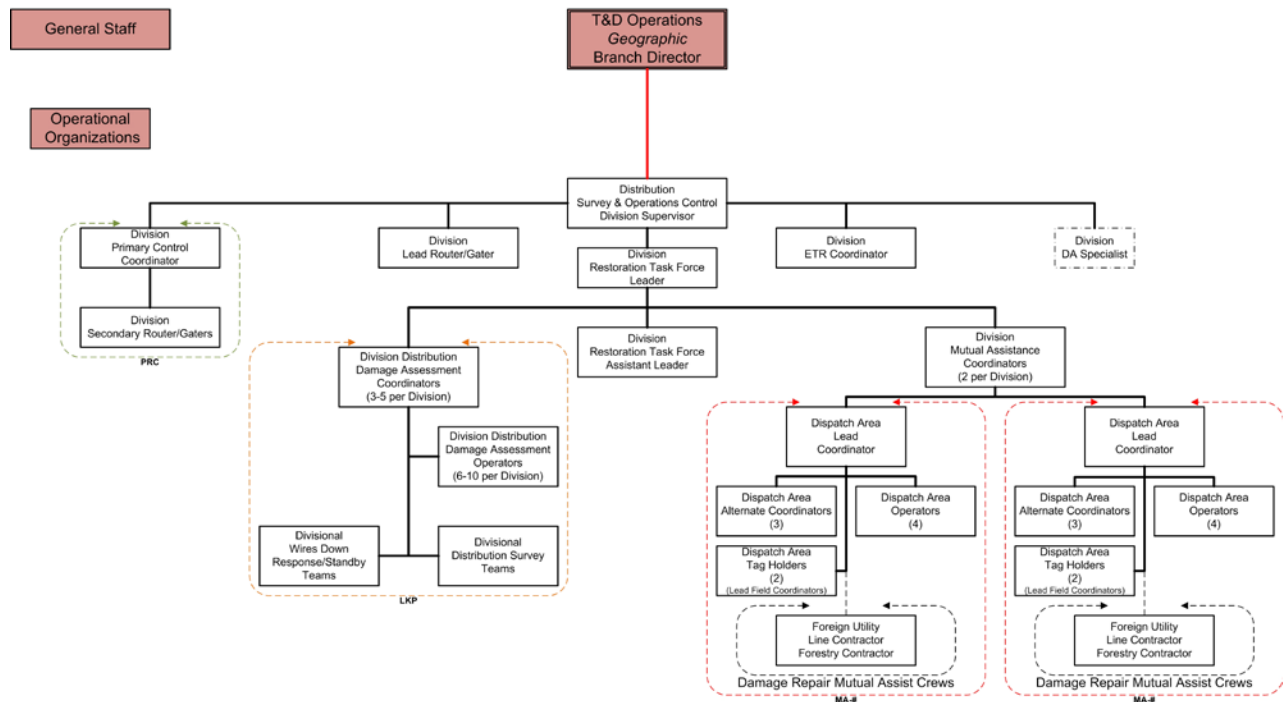 General Staff
T&D Operations
Geographic
Branch Director
Operational
Organizations
Distribution
Survey & Operations Control
Division Supervisor
Division
Primary Control
Coordinator
Division
Lead Router/Gater
Division
Restoration Task Force
Leader
Division
ETR Coordinator
Division
DA Specialist
Division
Secondary Router/Gaters
PRC
Division Distribution
Damage Assessment
Coordinators
(3-5 per Division)
Division
Restoration Task Force
Assistant Leader
Division
Mutual Assistance
Coordinators
(2 per Division)
Division Distribution
Damage Assessment
Operators
(6-10 per Division)
Divisional
Wires Down
Response/Standby
Teams
Divisional
Distribution Survey
Teams
LKP
Dispatch Area
Lead
Coordinator
Dispatch Area
Alternate Coordinators
(3)
Dispatch Area
Operators
(4)
Dispatch Area
Tag Holders
(2)
(Lead Field Coordinators)
Foreign Utility
Line Contractor
Forestry Contractor
Damage Repair Mutual Assist Crews
MA-#
Dispatch Area
Lead
Coordinator
Dispatch Area
Alternate Coordinators
(3)
Dispatch Area
Operators
(4)
Dispatch Area
Tag Holders
(2)
(Lead Field Coordinators)
Foreign Utility
Line Contractor
Forestry Contractor
Damage Repair Mutual Assist Crews
MA-#